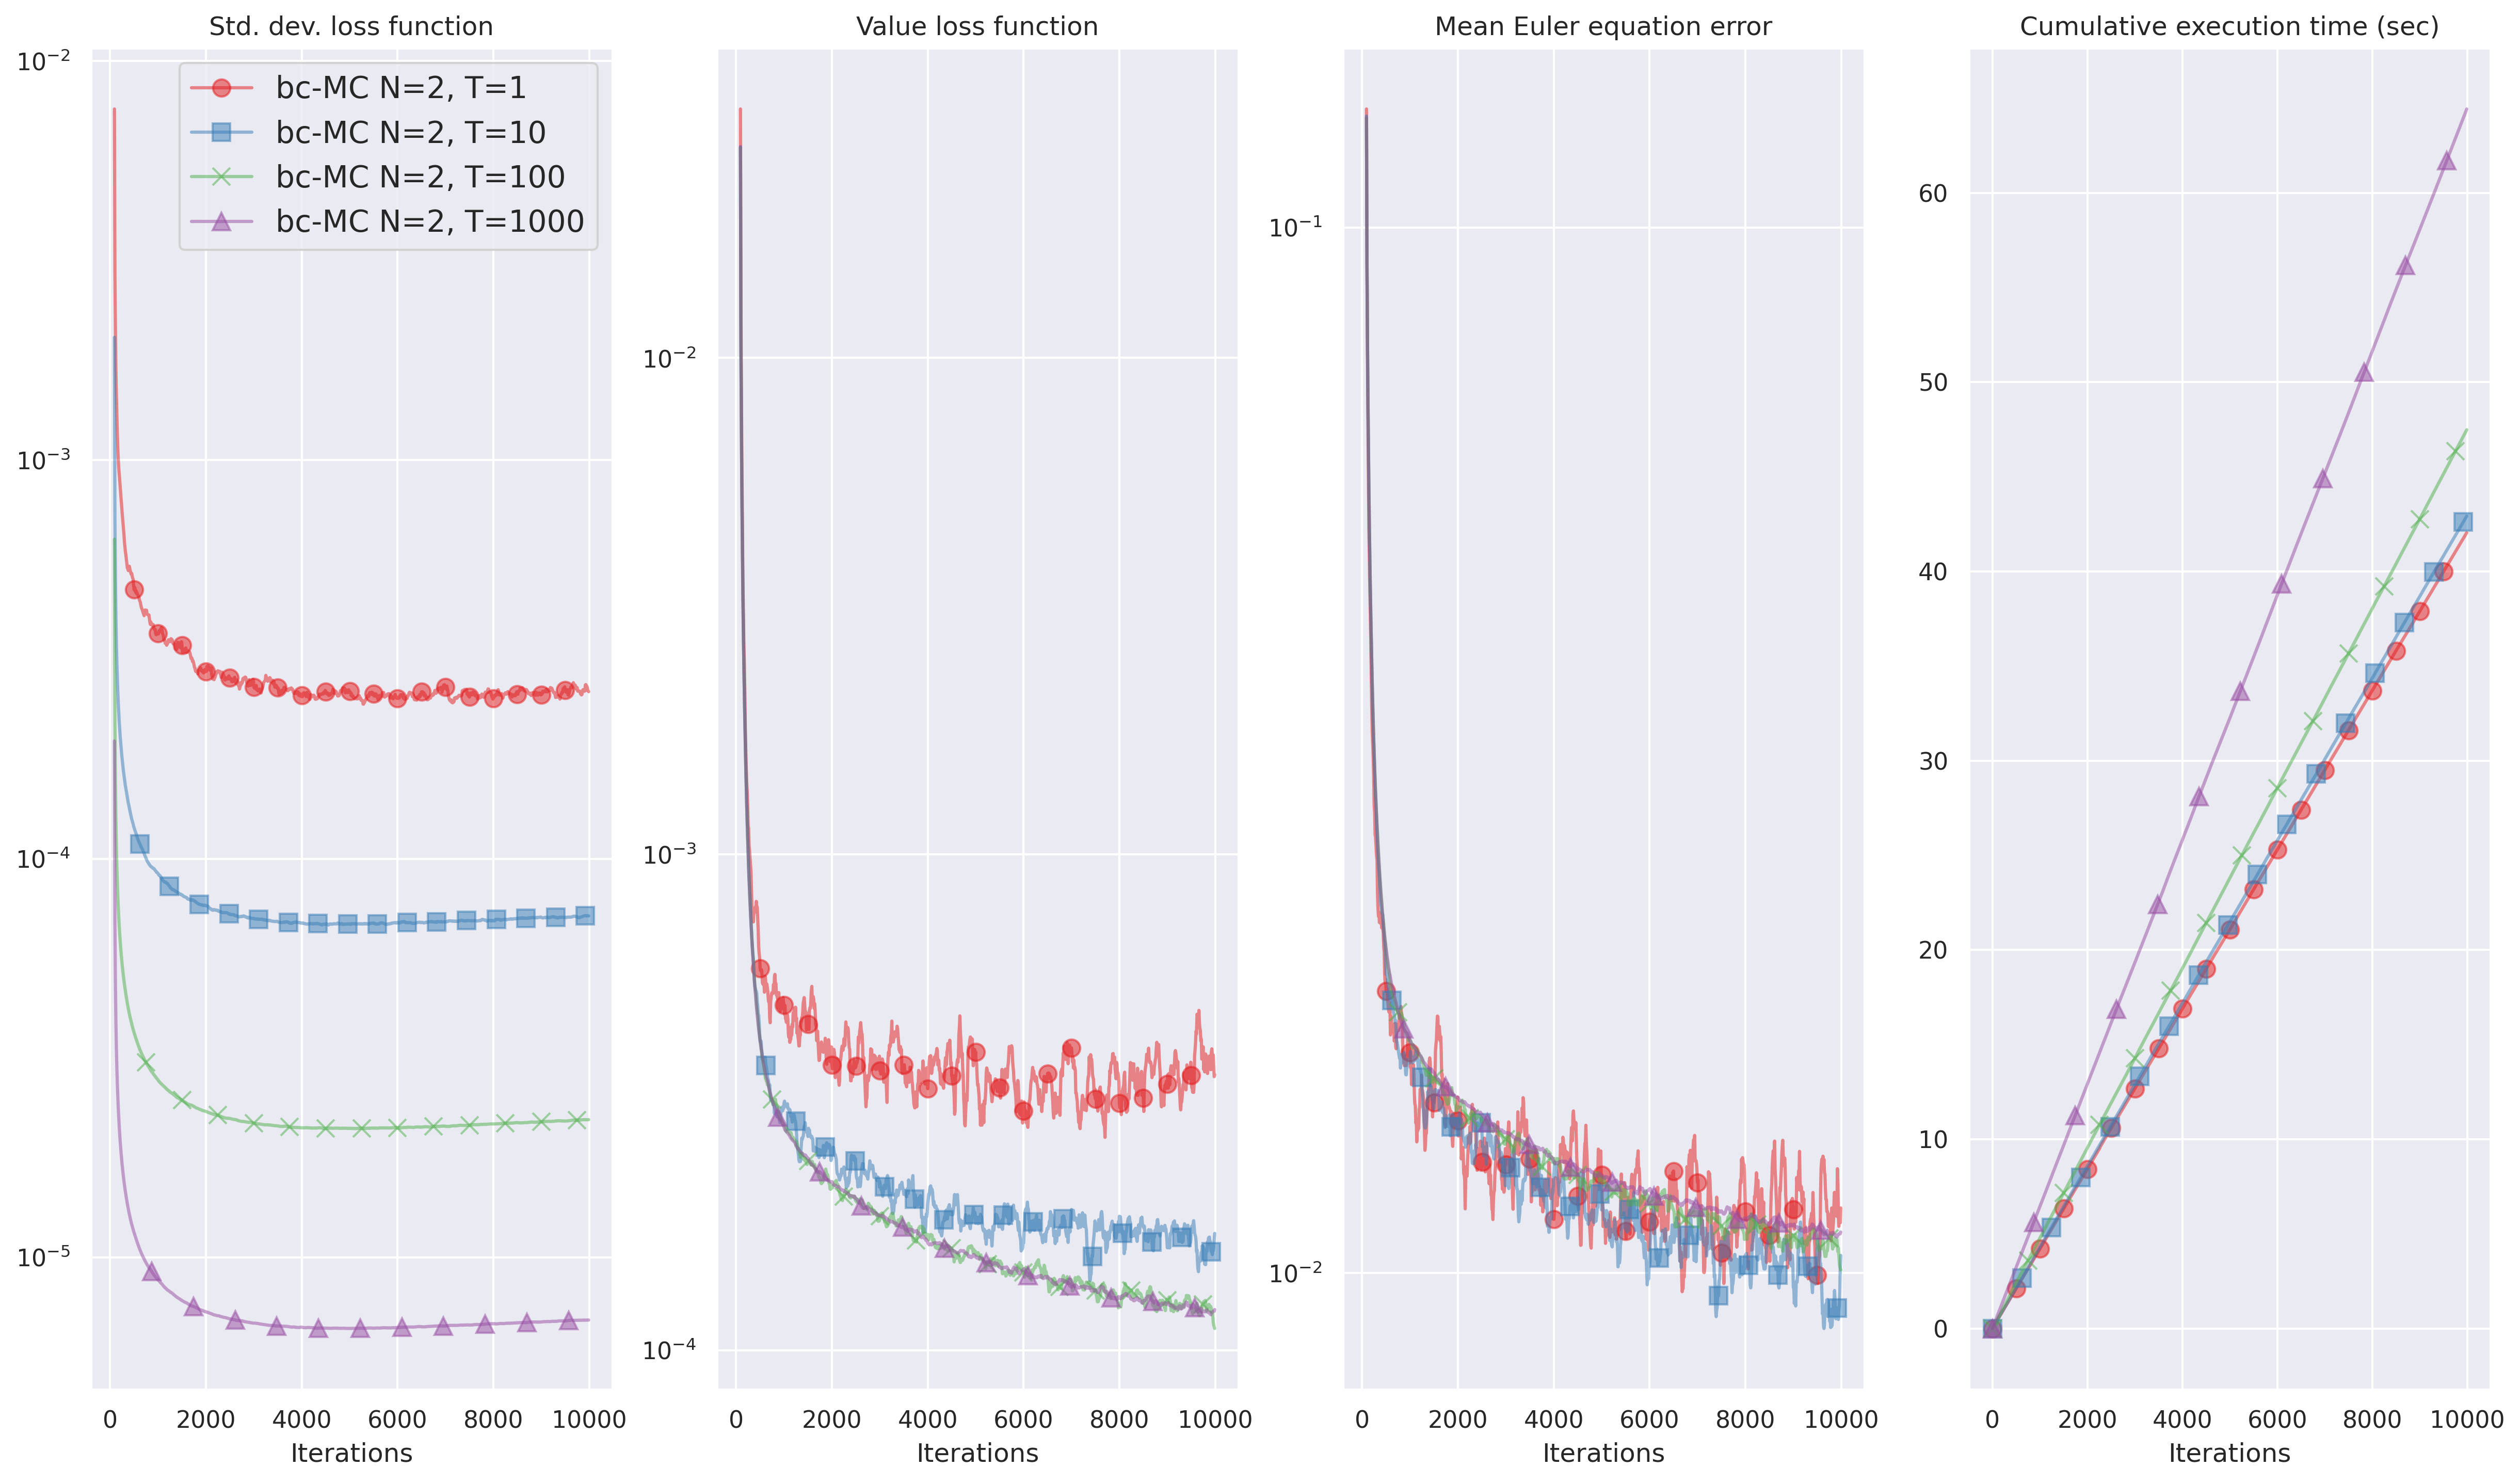 Std. dev. loss function
10⁻²
10⁻³
10⁻⁴
10⁻⁵
bc-MC N=2, T=1
bc-MC N=2, T=10
bc-MC N=2, T=100
bc-MC N=2, T=1000
0 2000 4000 6000 8000 10000
Iterations
Value loss function
10⁻²
10⁻³
10⁻⁴
0 2000 4000 6000 8000 10000
Iterations
Mean Euler equation error
10⁻¹
10⁻²
0 2000 4000 6000 8000 10000
Iterations
Cumulative execution time (sec)
60
50
40
30
20
10
0
0 2000 4000 6000 8000 10000
Iterations